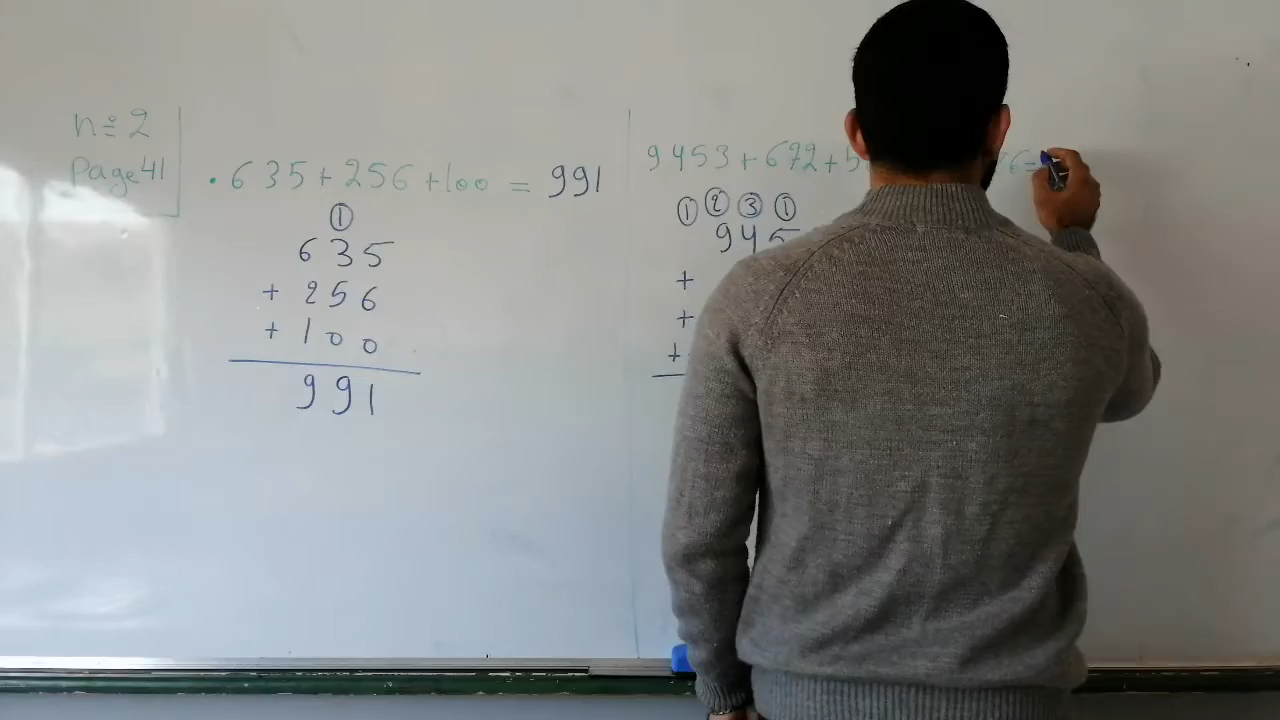 n° 2
Page 41
. 635 + 256 + 100 = 991
①
635
+ 256
+ 100
991
9453 + 672 + 5
① ② ③ ①
945
+
+
+